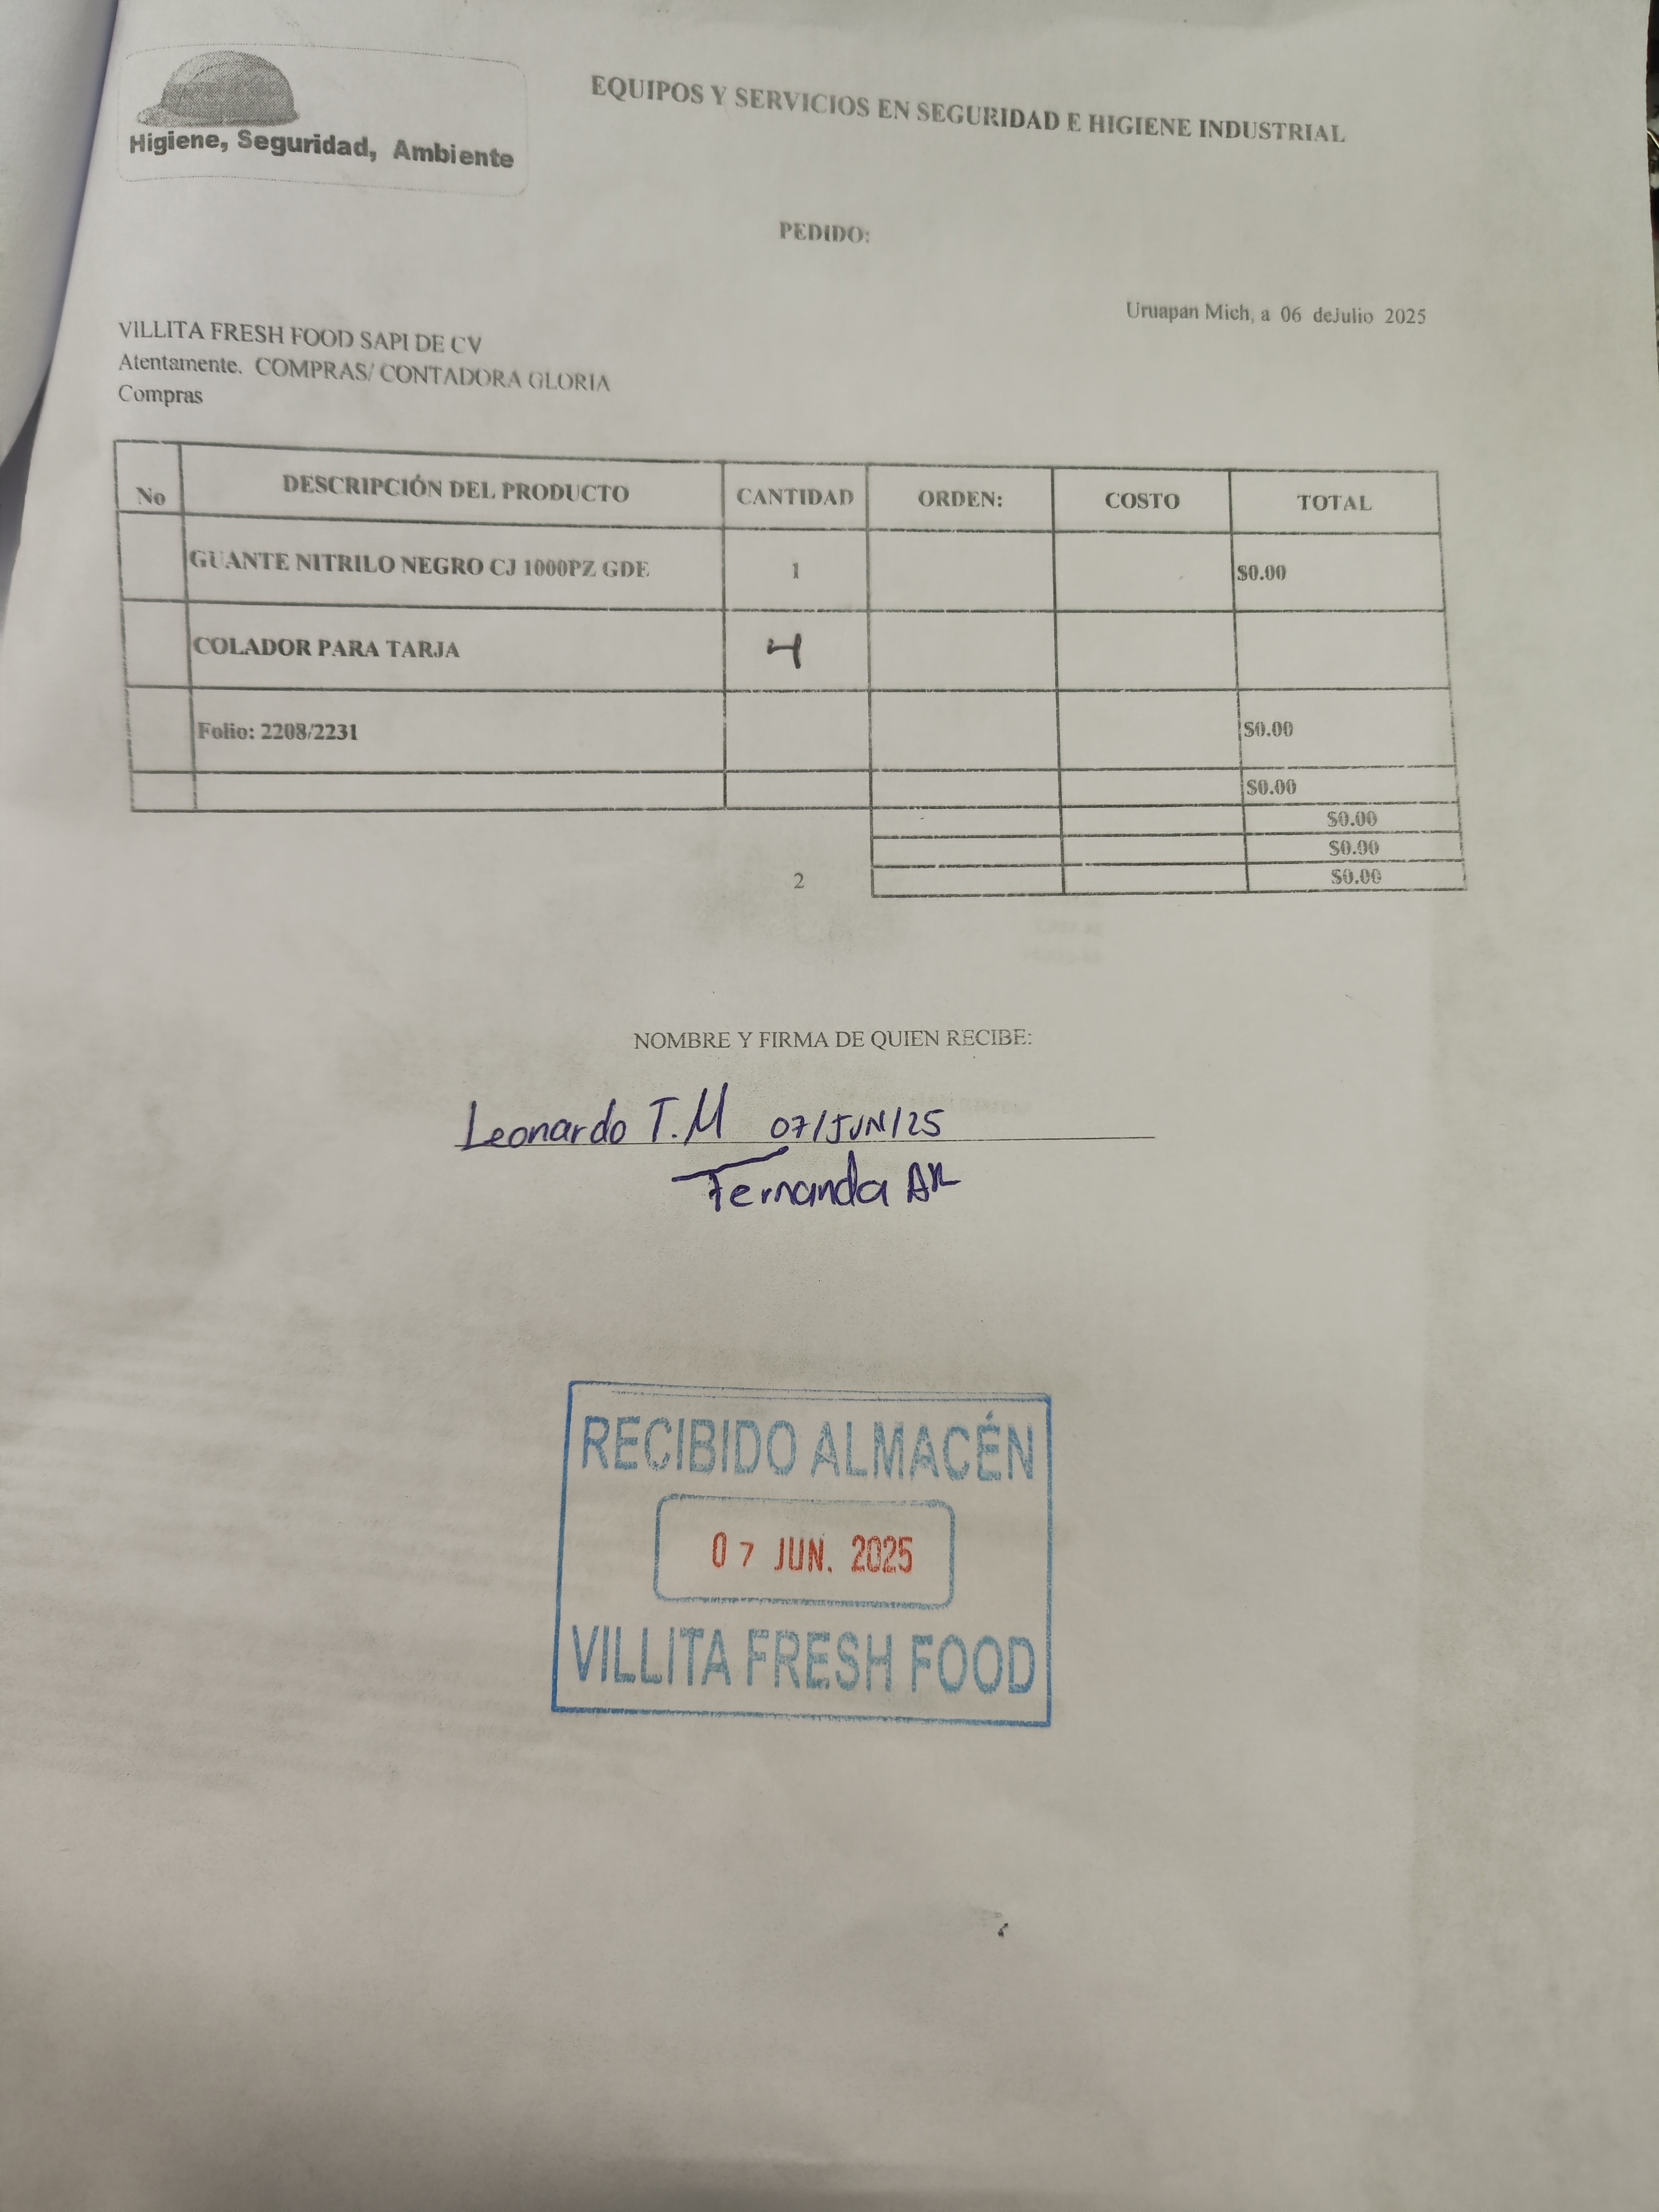 Higiene, Seguridad, Ambiente
EQUIPOS Y SERVICIOS EN SEGURIDAD E HIGIENE INDUSTRIAL
PEDIDO:
Uruapan Mich, a 06 deJulio 2025
VILLITA FRESH FOOD SAPI DE CV
Atentamente. COMPRAS/ CONTADORA GLORIA
Compras
No DESCRIPCIÓN DEL PRODUCTO CANTIDAD ORDEN: COSTO TOTAL
GUANTE NITRILO NEGRO CJ 1000PZ GDE 1 $0.00
COLADOR PARA TARJA 4
Folio: 2208/2231 $0.00
$0.00
$0.00
$0.00
2 $0.00
NOMBRE Y FIRMA DE QUIEN RECIBE:
Leonardo T.M 07/JUN/25
Fernanda
RECIBIDO ALMACÉN
07 JUN. 2025
VILLITA FRESH FOOD